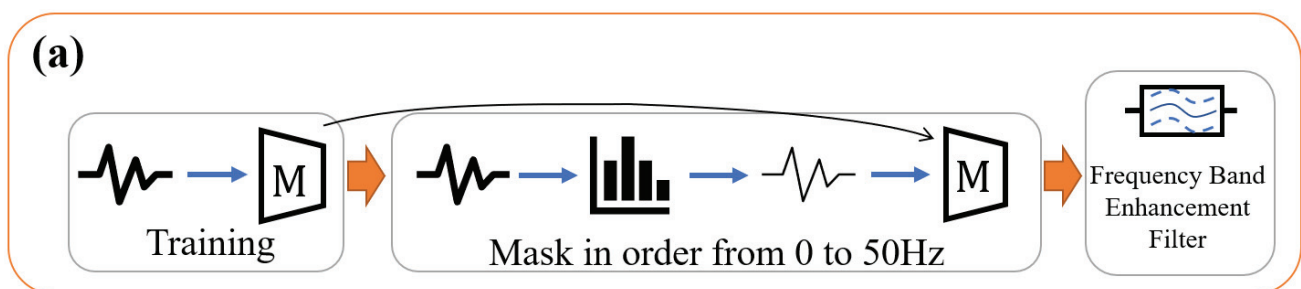 (a)
M
Training
M
Mask in order from 0 to 50Hz
Frequency Band
Enhancement
Filter